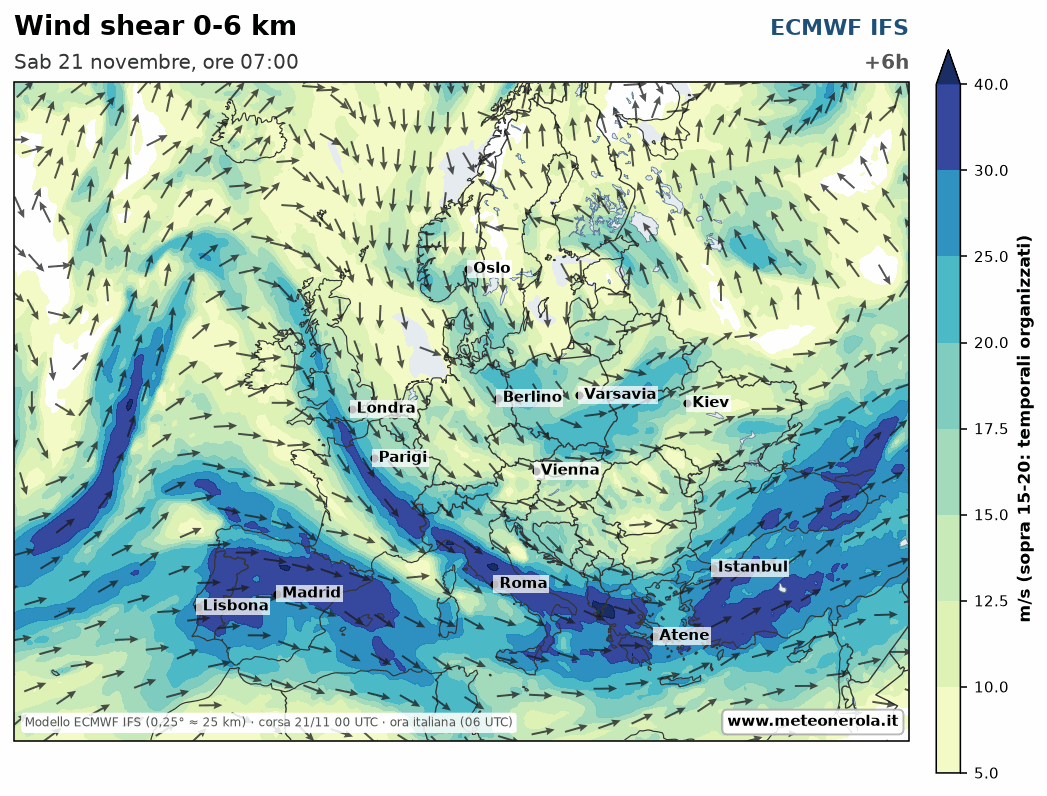 Wind shear 0-6 km
ECMWF IFS
Sab 21 novembre, ore 07:00
+6h
40.0
30.0
25.0
20.0
17.5
15.0
12.5
10.0
5.0
m/s (sopra 15-20: temporali organizzati)
Oslo
Berlino
Varsavia
Kiev
Londra
Parigi
Vienna
Istanbul
Roma
Madrid
Lisbona
Atene
Modello ECMWF IFS (0,25° ≈ 25 km) · corsa 21/11 00 UTC · ora italiana (06 UTC)
www.meteonerola.it